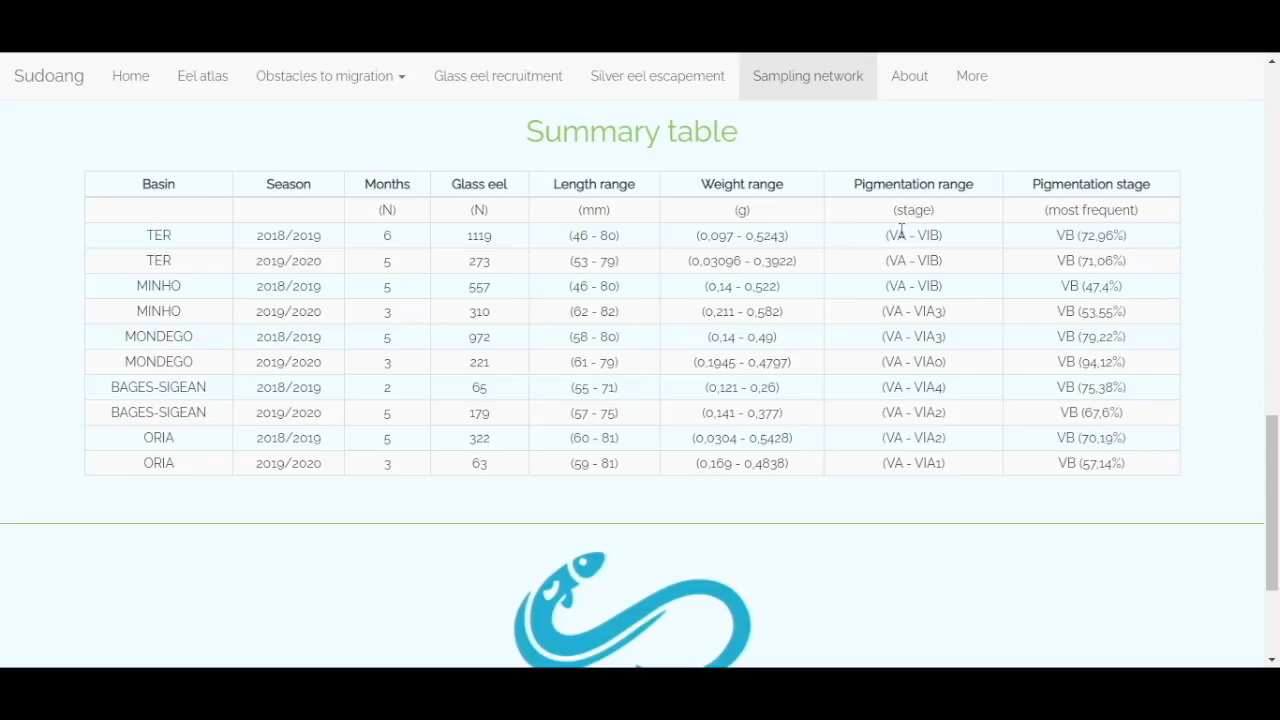 Sudoang Home Eel atlas Obstacles to migration Glass eel recruitment Silver eel escapement Sampling network About More
Summary table
Basin Season Months Glass eel Length range Weight range Pigmentation range Pigmentation stage
(N) (N) (mm) (g) (stage) (most frequent)
TER 2018/2019 6 1119 (46 - 80) (0,097 - 0,5243) (VA - VIB) VB (72,96%)
TER 2019/2020 5 273 (53 - 79) (0,03096 - 0,3922) (VA - VIB) VB (71,06%)
MINHO 2018/2019 5 557 (46 - 80) (0,14 - 0,522) (VA - VIB) VB (47,4%)
MINHO 2019/2020 3 310 (62 - 82) (0,211 - 0,582) (VA - VIA3) VB (53,55%)
MONDEGO 2018/2019 5 972 (58 - 80) (0,14 - 0,49) (VA - VIA3) VB (79,22%)
MONDEGO 2019/2020 3 221 (61 - 79) (0,1945 - 0,4797) (VA - VIA0) VB (94,12%)
BAGES-SIGEAN 2018/2019 2 65 (55 - 71) (0,121 - 0,26) (VA - VIA4) VB (75,38%)
BAGES-SIGEAN 2019/2020 5 179 (57 - 75) (0,141 - 0,377) (VA - VIA2) VB (67,6%)
ORIA 2018/2019 5 322 (60 - 81) (0,0304 - 0,5428) (VA - VIA2) VB (70,19%)
ORIA 2019/2020 3 63 (59 - 81) (0,169 - 0,4838) (VA - VIA1) VB (57,14%)